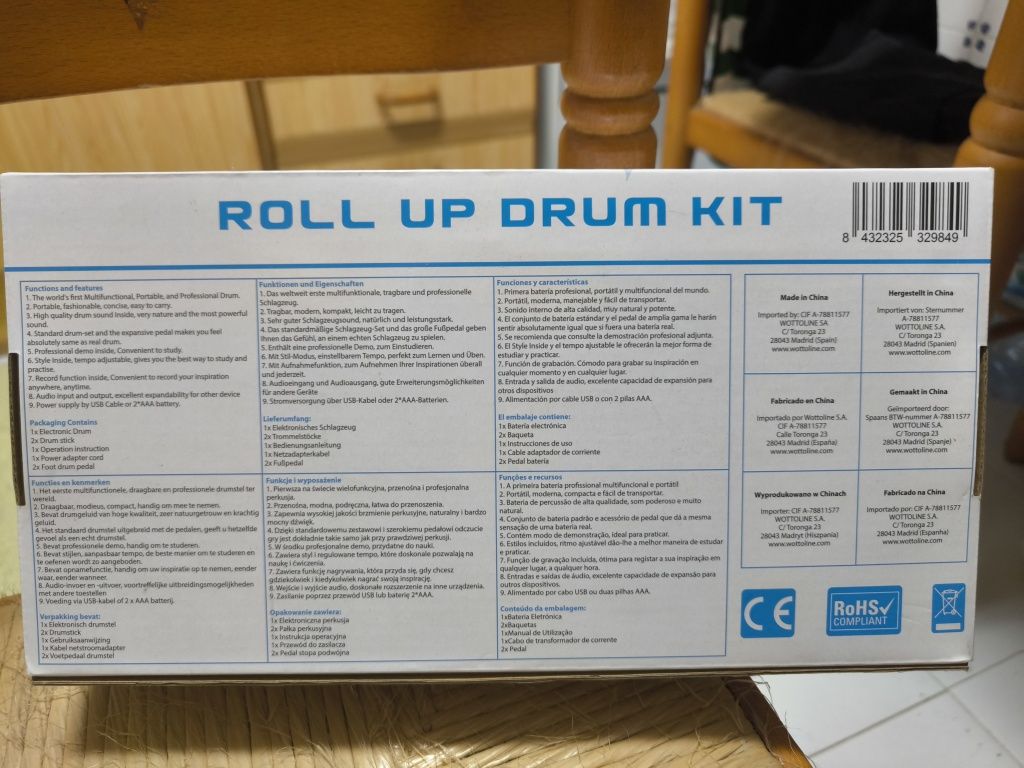 ROLL UP DRUM KIT
8 432325 329849
Functions and features
1. The world's first Multifunctional, Portable, and Professional Drum.
2. Portable, fashionable, concise, easy to carry.
3. High quality drum sound Inside, very nature and the most powerful
sound.
4. Standard drum-set and the expansive pedal makes you feel
absolutely same as real drum.
5. Professional demo inside, Convenient to study.
6. Style Inside, tempo adjustable, gives you the best way to study and
practise.
7. Record function inside, Convenient to record your inspiration
anywhere, anytime.
8. Audio input and output, excellent expandability for other device
9. Power supply by USB Cable or 2*AAA battery.
Packaging Contains
1x Electronic Drum
2x Drum stick
1x Operation instruction
1x Power adapter cord
2x Foot drum pedal
Funktionen und Eigenschaften
1. Das weltweit erste multifunktionale, tragbare und professionelle
Schlagzeug.
2. Tragbar, modern, kompakt, leicht zu tragen.
3. Sehr guter Schlagzeugsound, natürlich und leistungsstark.
4. Das standardmäßige Schlagzeug-Set und das große Fußpedal geben
Ihnen das Gefühl, an einem echten Schlagzeug zu spielen.
5. Enthält eine professionelle Demo, zum Einstudieren.
6. Mit Stil-Modus, einstellbarem Tempo, perfekt zum Lernen und Üben.
7. Mit Aufnahmefunktion, zum Aufnehmen Ihrer Inspirationen überall
und jederzeit.
8. Audioeingang und Audioausgang, gute Erweiterungsmöglichkeiten
für andere Geräte
9. Stromversorgung über USB-Kabel oder 2*AAA-Batterien.
Lieferumfang:
1x Elektronisches Schlagzeug
2x Trommelstöcke
1x Bedienungsanleitung
1x Netzadapterkabel
2x Fußpedal
Funciones y características
1. Primera batería profesional, portátil y multifuncional del mundo.
2. Portátil, moderna, manejable y fácil de transportar.
3. Sonido interno de alta calidad, muy natural y potente.
4. El conjunto de batería estándar y el pedal de amplia gama le harán
sentir absolutamente igual que si fuera una batería real.
5. Se recomienda que consulte la demostración profesional adjunta.
6. El Style Inside y el tempo ajustable le ofrecerán la mejor forma de
estudiar y practicar.
7. Función de grabación. Cómodo para grabar su inspiración en
cualquier momento y en cualquier lugar.
8. Entrada y salida de audio, excelente capacidad de expansión para
otros dispositivos
9. Alimentación por cable USB o con 2 pilas AAA.
El embalaje contiene:
1x Batería electrónica
2x Baqueta
1x Instrucciones de uso
1x Cable adaptador de corriente
2x Pedal batería
Functies en kenmerken
1. Het eerste multifunctionele, draagbare en professionele drumstel ter
wereld.
2. Draagbaar, modieus, compact, handig om mee te nemen.
3. Bevat drumgeluid van hoge kwaliteit, zeer natuurgetrouw en krachtig
geluid.
4. Het standaard drumstel uitgebreid met de pedalen, geeft u hetzelfde
gevoel als een echt drumstel.
5. Bevat professionele demo, handig om te studeren.
6. Bevat stijlen, aanpasbaar tempo, de beste manier om te studeren en
te oefenen wordt zo aangeboden.
7. Bevat opnamefunctie, handig om uw inspiratie op te nemen, eender
waar, eender wanneer.
8. Audio-invoer en -uitvoer, voortreffelijke uitbreidingsmogelijkheden
met andere toestellen
9. Voeding via USB-kabel of 2 x AAA batterij.
Verpakking bevat:
1x Elektronisch drumstel
2x Drumstick
1x Gebruiksaanwijzing
1x Kabel netstroomadapter
2x Voetpedaal drumstel
Funkcje i wyposażenie
1. Pierwsza na świecie wielofunkcyjna, przenośna i profesjonalna
perkusja.
2. Przenośna, modna, podręczna, łatwa do przenoszenia.
3. Zapewnia wysokiej jakości brzmienie perkusyjne, naturalny i bardzo
mocny dźwięk.
4. Dzięki standardowemu zestawowi i szerokiemu pedałowi odczucie
gry jest dokładnie takie samo jak przy prawdziwej perkusji.
5. W środku profesjonalne demo, przydatne do nauki.
6. Zawiera styl i regulowane tempo, które doskonale pozwalają na
naukę i ćwiczenia.
7. Zawiera funkcję nagrywania, która przyda się, gdy chcesz
gdziekolwiek i kiedykolwiek nagrać swoją inspirację.
8. Wejście i wyjście audio, doskonałe rozszerzenie na inne urządzenia.
9. Zasilanie poprzez przewód USB lub baterię 2*AAA.
Opakowanie zawiera:
1x Elektroniczna perkusja
2x Pałka perkusyjna
1x Instrukcja operacyjna
1x Przewód do zasilacza
2x Pedal stopa podwójna
Funções e recursos
1. A primeira bateria profissional multifuncional e portátil
2. Portátil, moderna, compacta e fácil de transportar.
3. Bateria de percussão de alta qualidade, som poderoso e muito
natural.
4. Conjunto de bateria padrão e acessório de pedal que dá a mesma
sensação de uma bateria real.
5. Contém modo de demonstração, ideal para praticar.
6. Estilos incluídos, ritmo ajustável dão-lhe a melhor maneira de estudar
e praticar.
7. Função de gravação incluída, ótima para registar a sua inspiração em
qualquer lugar, a qualquer hora.
8. Entradas e saídas de áudio, excelente capacidade de expansão para
outros dispositivos.
9. Alimentado por cabo USB ou duas pilhas AAA.
Conteúdo da embalagem:
1xBateria Eletrónica
2xBaquetas
1xManual de Utilização
1xCabo de transformador de corrente
2x Pedal
Made in China
Imported by: CIF A-78811577
WOTTOLINE SA
C/ Toronga 23
28043 Madrid (Spain)
www.wottoline.com
Hergestellt in China
Importiert von: Sternummer
A-78811577
WOTTOLINE S.A.
C/ Toronga 23
28043 Madrid (Spanien)
www.wottoline.com
Fabricado en China
Importado por Wottoline S.A.
CIF A-78811577
Calle Toronga 23
28043 Madrid (España)
www.wottoline.com
Gemaakt in China
Geïnporteerd door:
Spaans BTW-nummer A-78811577
WOTTOLINE S.A.
C/ Toronga 23
28043 Madrid (Spanje)
www.wottoline.com
Wyprodukowano w Chinach
Importer: CIF A-78811577
WOTTOLINE S.A.
C/ Toronga 23
28043 Madryt (Hiszpania)
www.wottoline.com
Fabricado na China
Importado por: CIF A-78811577
WOTTOLINE S.A.
C/ Toronga 23
28043 Madrid (Espanha)
www.wottoline.com
CE
RoHS
COMPLIANT